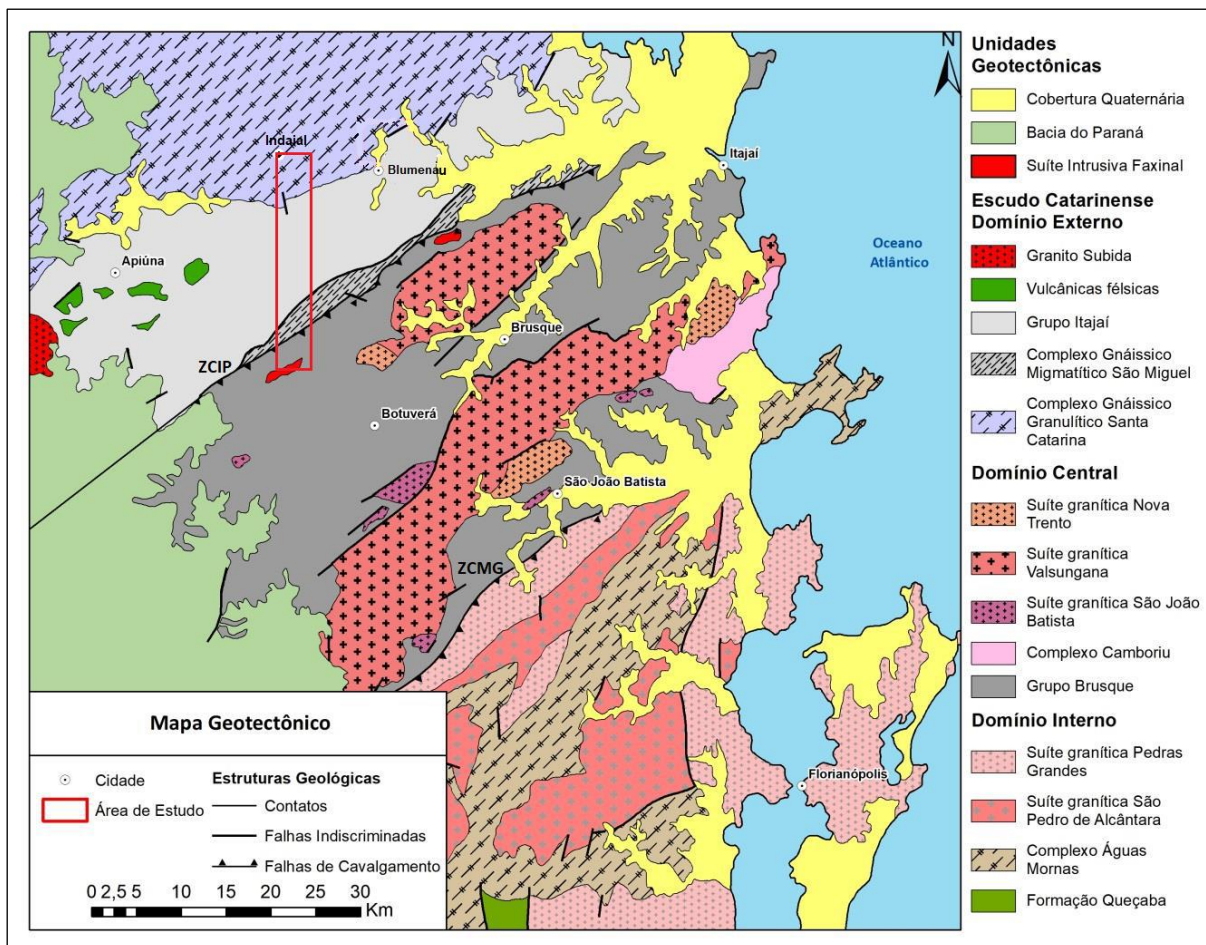 N
Indaial
Blumenau
Itajaí
Apiúna
Oceano
Atlântico
Brusque
ZCIP
Botuverá
São João Batista
ZCMG
Florianópolis
Mapa Geotectônico
Cidade
Área de Estudo
Estruturas Geológicas
Contatos
Falhas Indiscriminadas
Falhas de Cavalgamento
0 2,5 5 10 15 20 25 30
Km
Unidades
Geotectônicas
Cobertura Quaternária
Bacia do Paraná
Suíte Intrusiva Faxinal
Escudo Catarinense
Domínio Externo
Granito Subida
Vulcânicas félsicas
Grupo Itajaí
Complexo Gnáissico
Migmatítico São Miguel
Complexo Gnáissico
Granulítico Santa
Catarina
Domínio Central
Suíte granítica Nova
Trento
Suíte granítica
Valsungana
Suíte granítica São João
Batista
Complexo Camboriu
Grupo Brusque
Domínio Interno
Suíte granítica Pedras
Grandes
Suíte granítica São
Pedro de Alcântara
Complexo Águas
Mornas
Formação Queçaba